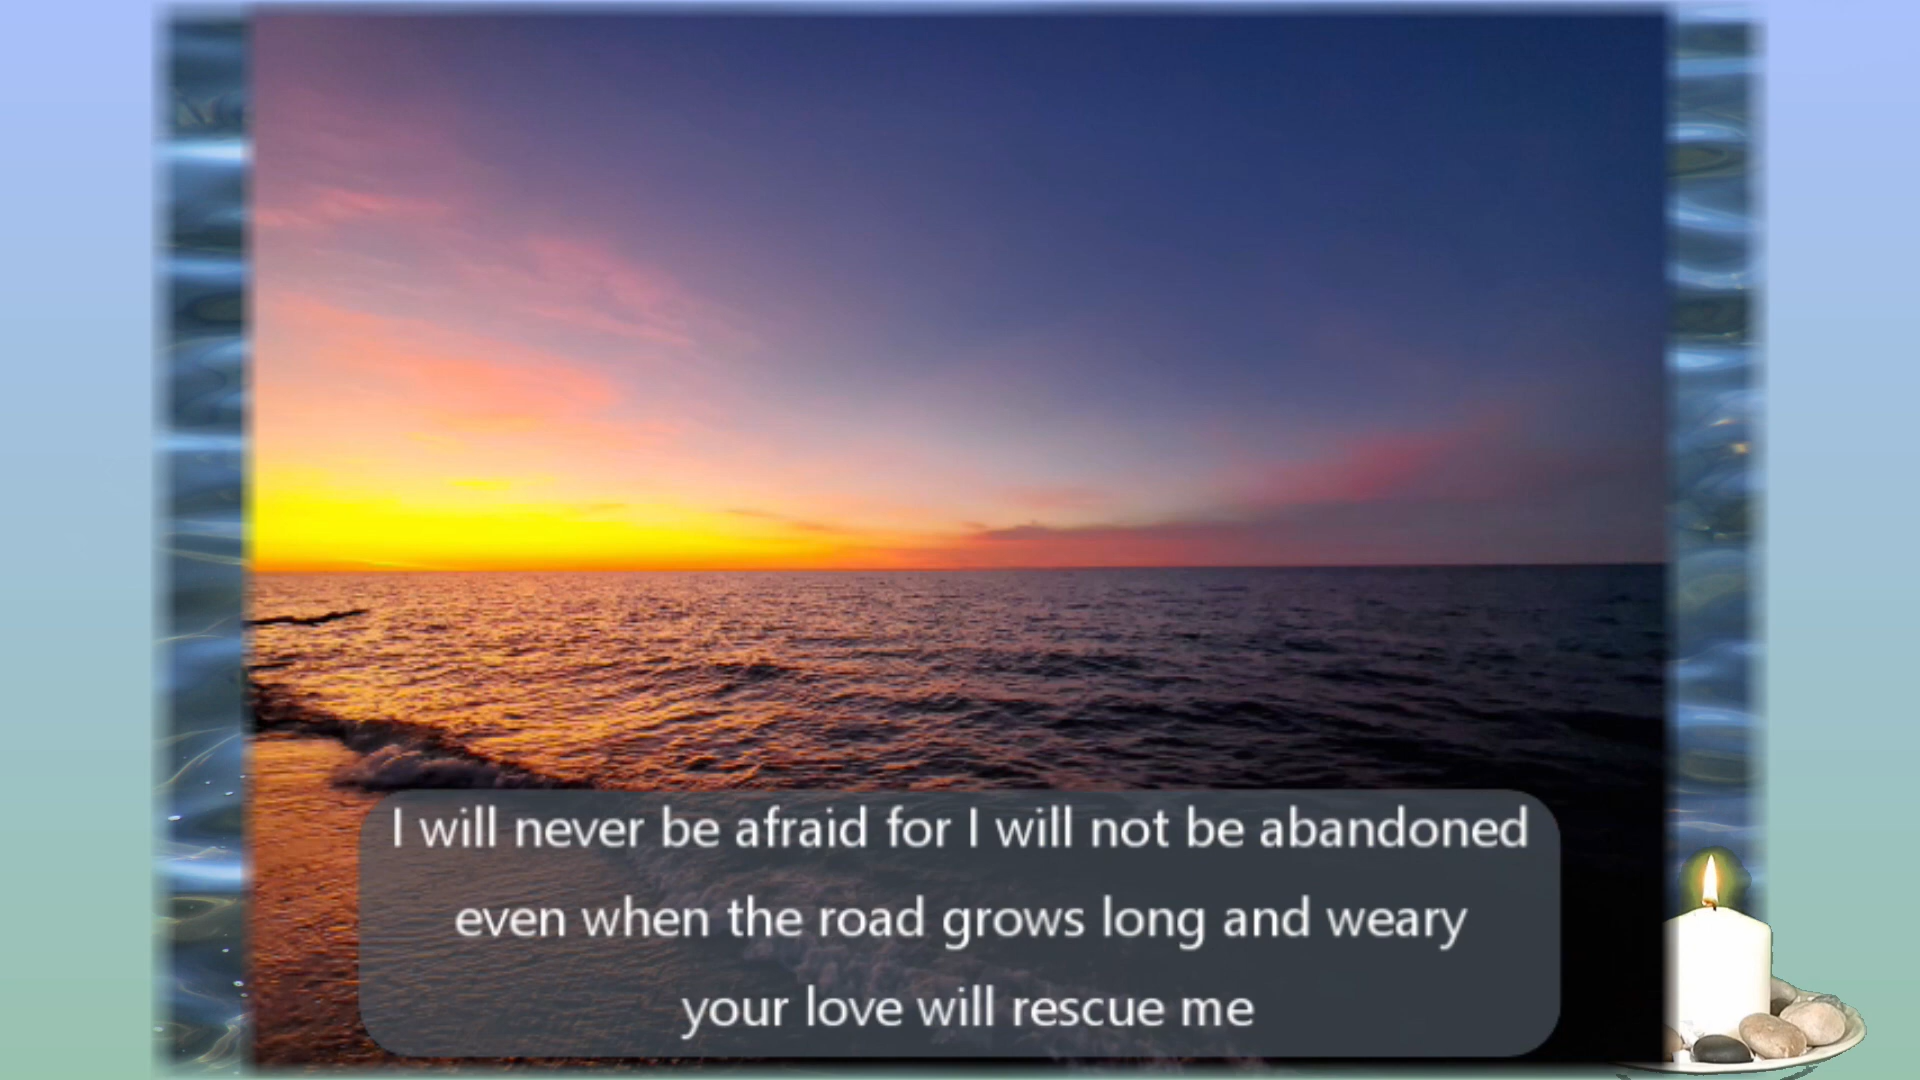 I will never be afraid for I will not be abandoned
even when the road grows long and weary
your love will rescue me